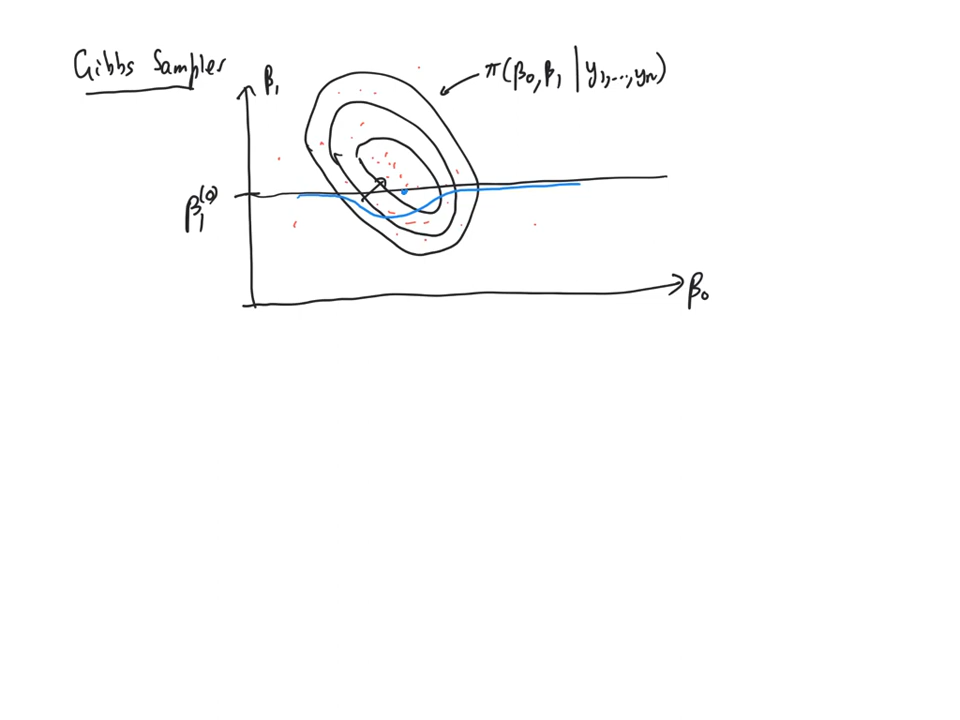 Gibbs Sampler
β₁
π(β₀, β₁ | y₁, ..., yₙ)
β₁⁽⁰⁾
β₀